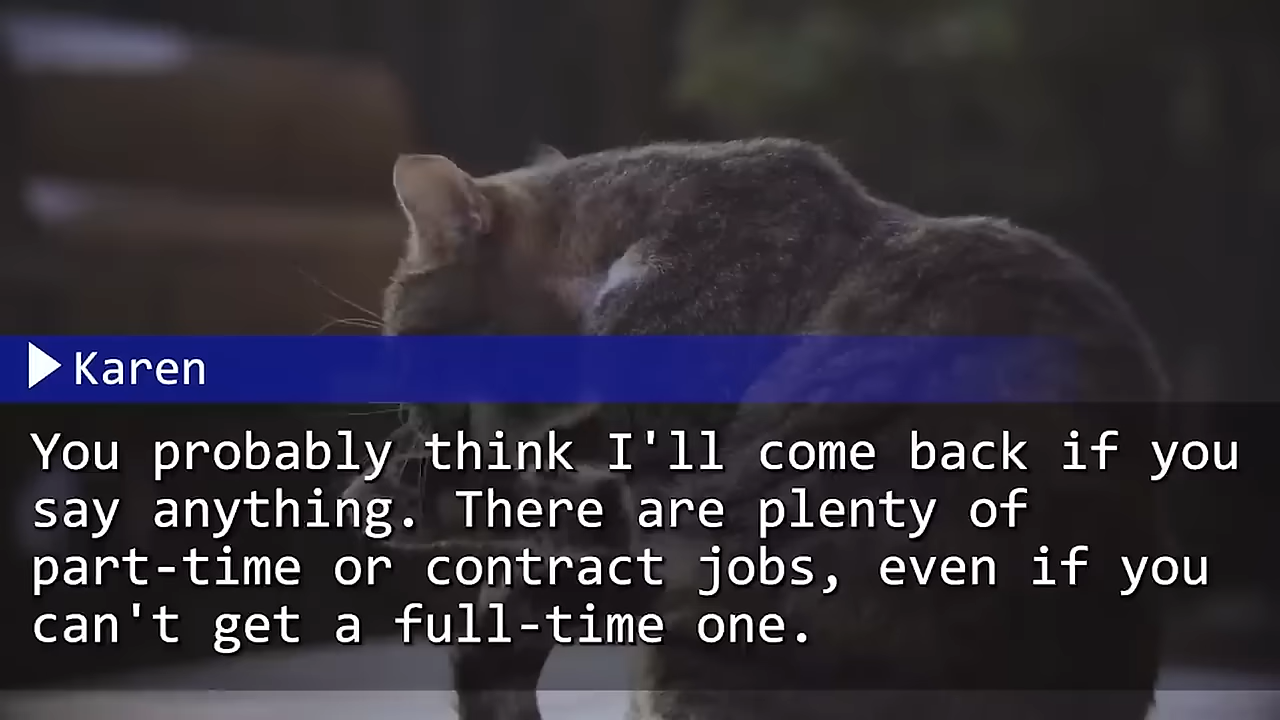 Karen
You probably think I'll come back if you
say anything. There are plenty of
part-time or contract jobs, even if you
can't get a full-time one.